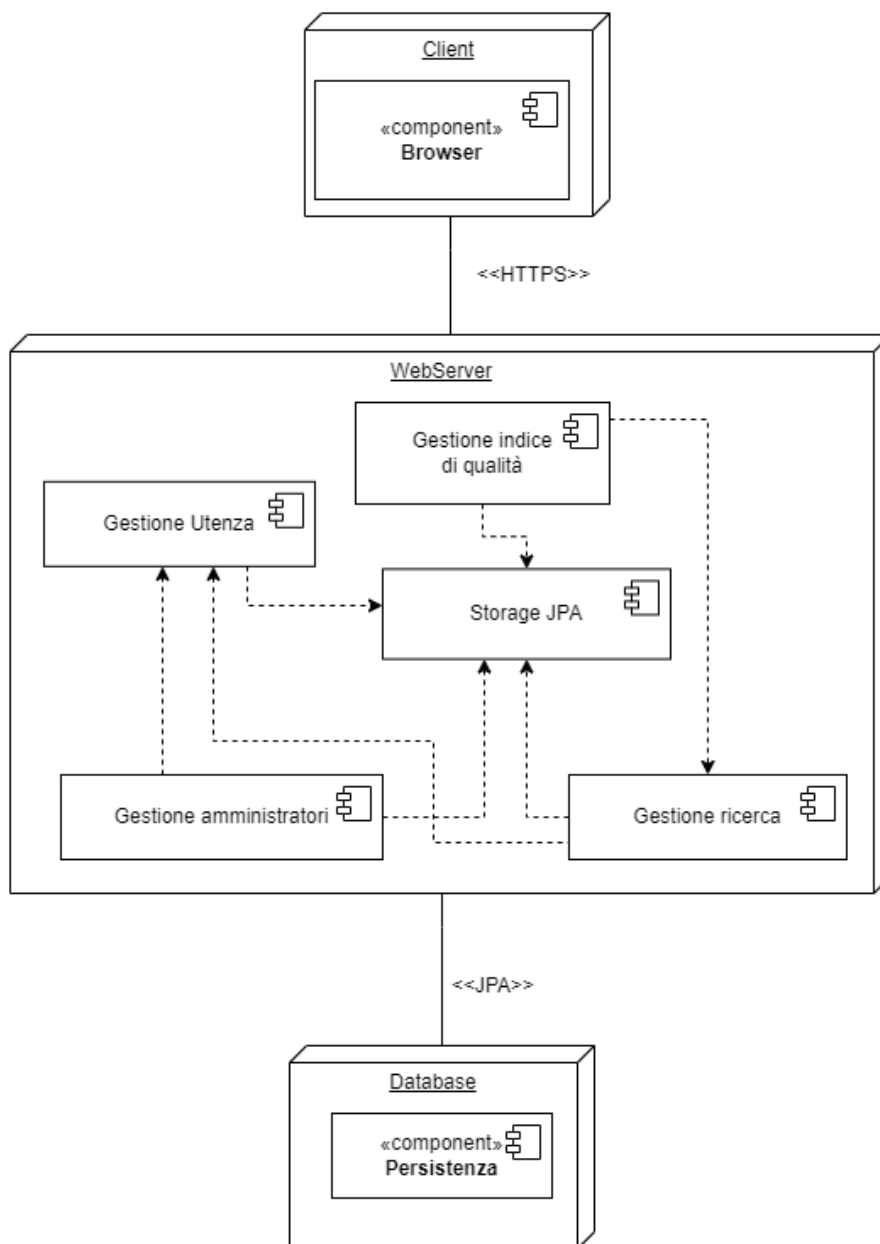 Client
«component»
Browser
<<HTTPS>>
WebServer
Gestione indice
di qualità
Gestione Utenza
Storage JPA
Gestione amministratori
Gestione ricerca
<<JPA>>
Database
«component»
Persistenza